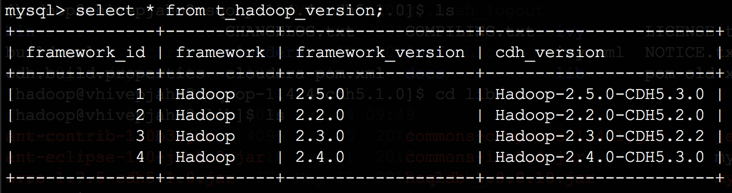 mysql> select * from t_hadoop_version;
+--------------+-----------+-------------------+----------------------+
| framework_id | framework | framework_version | cdh_version |
+--------------+-----------+-------------------+----------------------+
| 1 | Hadoop | 2.5.0 | Hadoop-2.5.0-CDH5.3.0 |
| 2 | Hadoop | 2.2.0 | Hadoop-2.2.0-CDH5.2.0 |
| 3 | Hadoop | 2.3.0 | Hadoop-2.3.0-CDH5.2.2 |
| 4 | Hadoop | 2.4.0 | Hadoop-2.4.0-CDH5.3.0 |
+--------------+-----------+-------------------+----------------------+